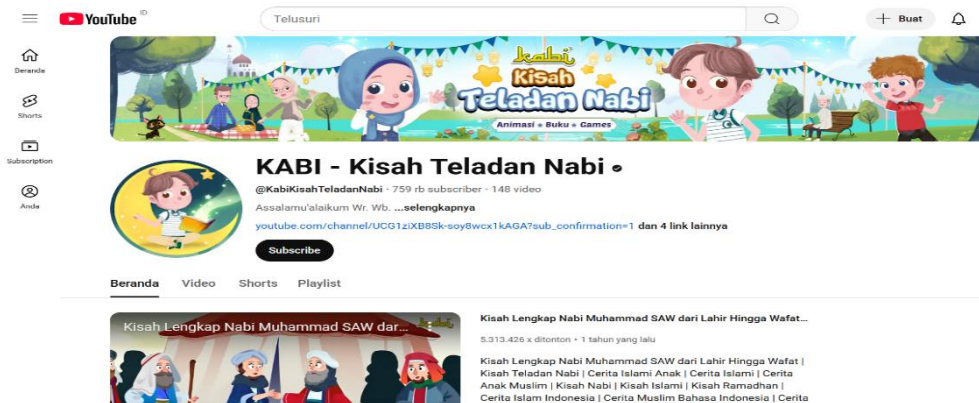 YouTube ID
Telusuri
Buat
Beranda
Shorts
Subscription
Anda
kabi
Kisah
Teladan Nabi
Animasi • Buku • Games
KABI - Kisah Teladan Nabi
@KabiKisahTeladanNabi · 759 rb subscriber · 148 video
Assalamu'alaikum Wr. Wb. ...selengkapnya
youtube.com/channel/UCG1ziXB8Sk-soy8wcx1kAGA?sub_confirmation=1 dan 4 link lainnya
Subscribe
Beranda Video Shorts Playlist
Kisah Lengkap Nabi Muhammad SAW dar...
kabi
Kisah Lengkap Nabi Muhammad SAW dari Lahir Hingga Wafat...
5.313.426 x ditonton • 1 tahun yang lalu
Kisah Lengkap Nabi Muhammad SAW dari Lahir Hingga Wafat |
Kisah Teladan Nabi | Cerita Islami Anak | Cerita Islami | Cerita
Anak Muslim | Kisah Nabi | Kisah Islami | Kisah Ramadhan |
Cerita Islam Indonesia | Cerita Muslim Bahasa Indonesia | Cerita